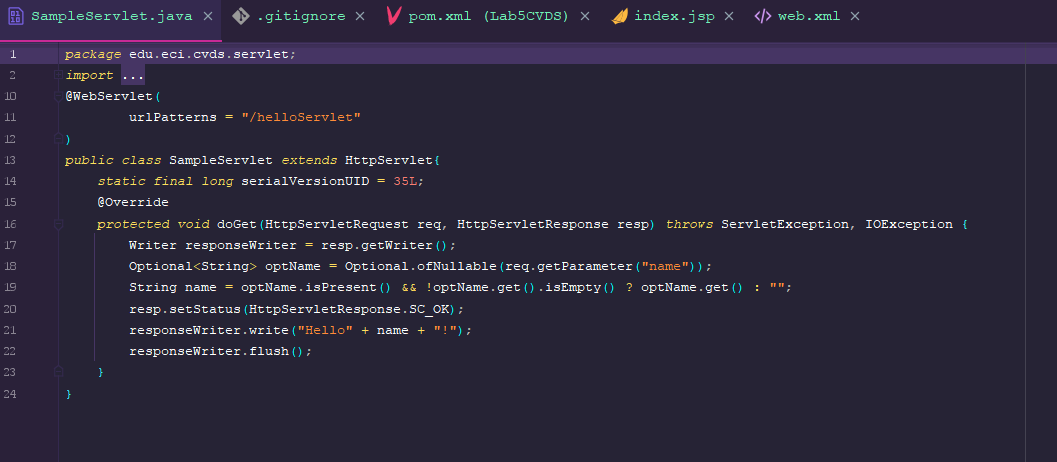 SampleServlet.java × .gitignore × pom.xml (Lab5CVDS) × index.jsp × </> web.xml ×
1 package edu.eci.cvds.servlet;
2 import ...
10 @WebServlet(
11 urlPatterns = "/helloServlet"
12 )
13 public class SampleServlet extends HttpServlet{
14 static final long serialVersionUID = 35L;
15 @Override
16 protected void doGet(HttpServletRequest req, HttpServletResponse resp) throws ServletException, IOException {
17 Writer responseWriter = resp.getWriter();
18 Optional<String> optName = Optional.ofNullable(req.getParameter("name"));
19 String name = optName.isPresent() && !optName.get().isEmpty() ? optName.get() : "";
20 resp.setStatus(HttpServletResponse.SC_OK);
21 responseWriter.write("Hello" + name + "!");
22 responseWriter.flush();
23 }
24 }